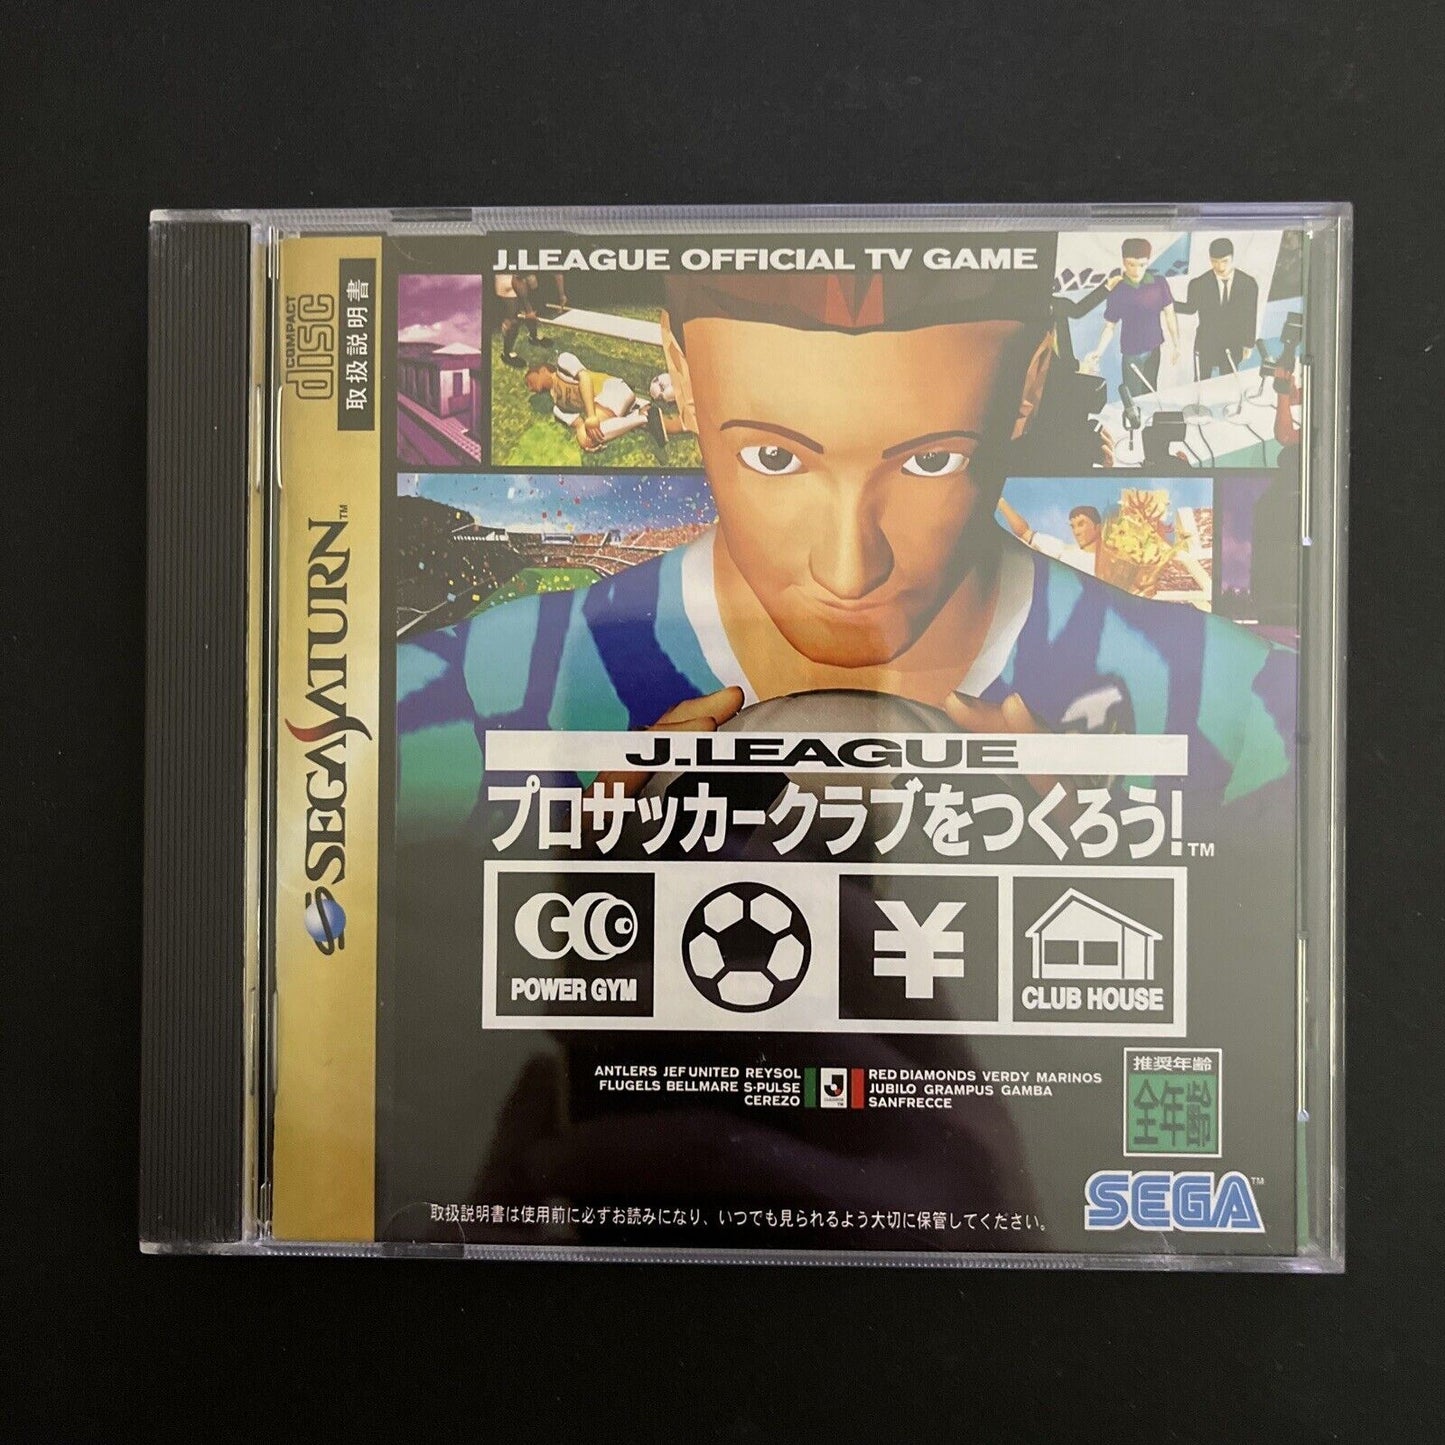 J.LEAGUE OFFICIAL TV GAME
COMPACT
disc
取扱説明書
SEGA SATURN™
J.LEAGUE
プロサッカークラブをつくろう!™
POWER GYM
¥
CLUB HOUSE
ANTLERS JEF UNITED REYSOL
FLUGELS BELLMARE S-PULSE
CEREZO
J
RED DIAMONDS VERDY MARINOS
JUBILO GRAMPUS GAMBA
SANFRECCE
推奨年齢
全年齢
SEGA™
取扱説明書は使用前に必ずお読みになり、いつでも見られるよう大切に保管してください。